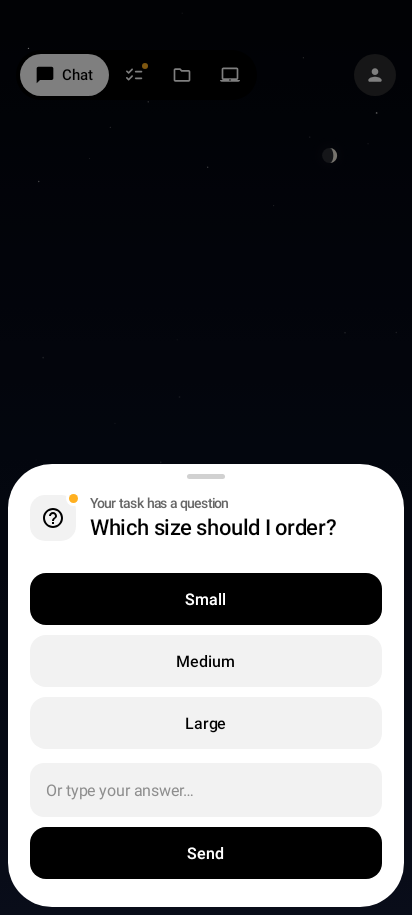 Chat
Your task has a question
Which size should I order?
Small
Medium
Large
Or type your answer...
Send